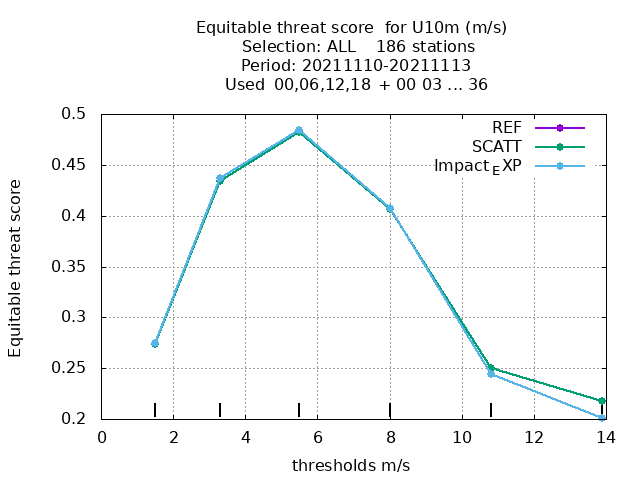 Equitable threat score for U10m (m/s)
Selection: ALL 186 stations
Period: 20211110-20211113
Used 00,06,12,18 + 00 03 ... 36
REF
SCATT
Impact_EXP
Equitable threat score
0.5
0.45
0.4
0.35
0.3
0.25
0.2
0 2 4 6 8 10 12 14
thresholds m/s